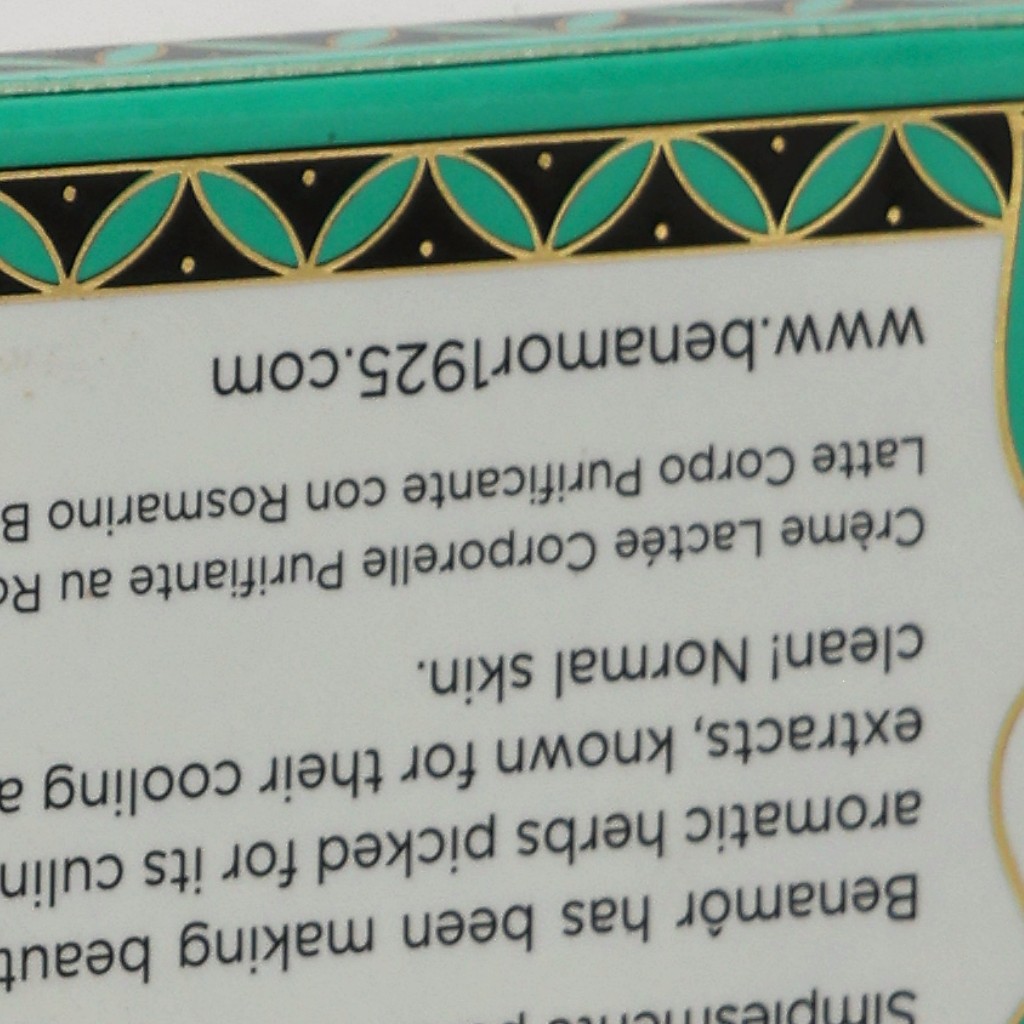 Benamôr has been making
aromatic herbs picked for its
extracts, known for their cooling
clean! Normal skin.
Crème Lactée Corporelle Purifiante au
Latte Corpo Purificante con Rosmarino
www.benamor1925.com